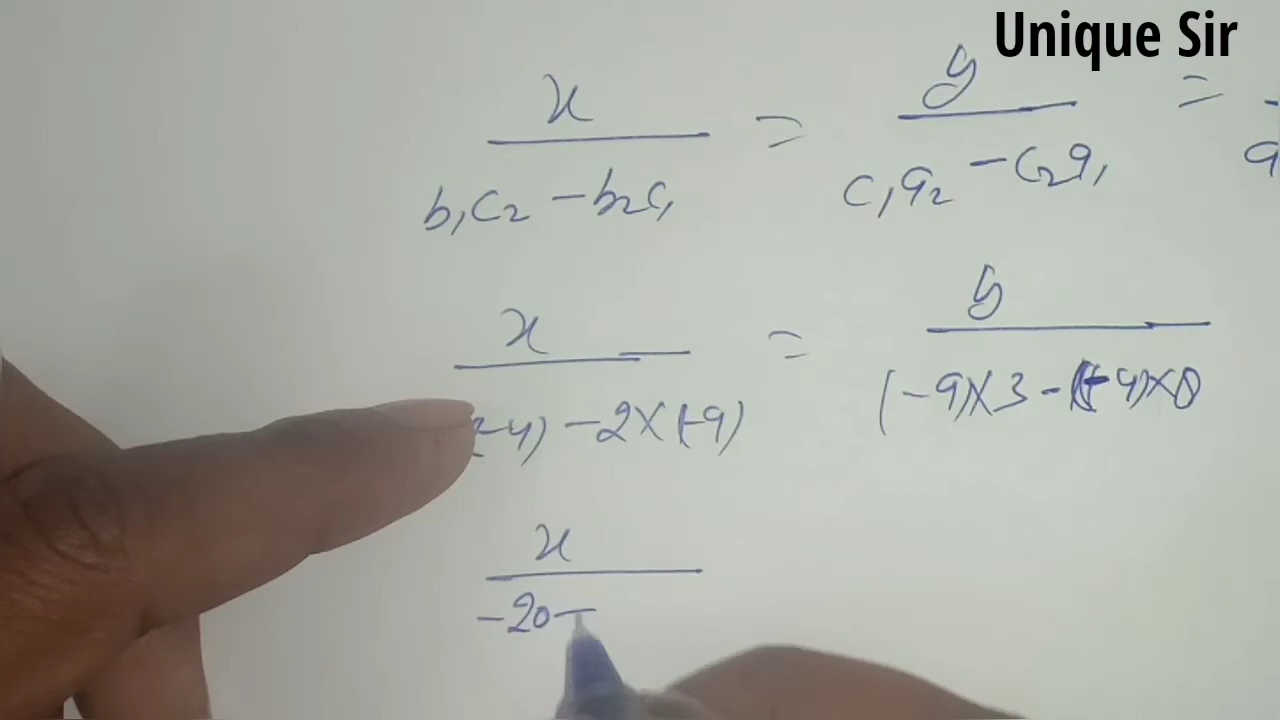 Unique Sir
x = y =
b₁c₂ - b₂c₁ c₁a₂ - c₂a₁ a
x = y
(-4) - 2×(-9) (-9)×3 - (-4)×8
x
-20 -